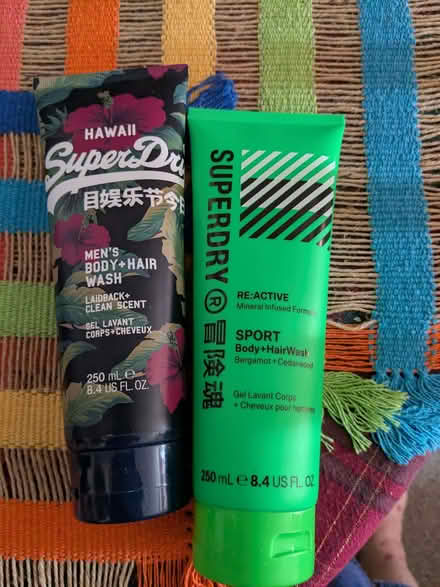 HAWAII
SuperDry
目娱乐节今日
MEN'S
BODY+HAIR
WASH
LAIDBACK+
CLEAN SCENT
GEL LAVANT
CORPS+CHEVEUX
250 mL e
8.4 US FL. OZ.
SUPERDRY ® 冒険魂
RE:ACTIVE
Mineral Infused Formula
SPORT
Body+HairWash
Bergamot+Cedarwood
Gel Lavant Corps
+ Cheveux pour hommes
250 mL e 8.4 US FL. OZ.